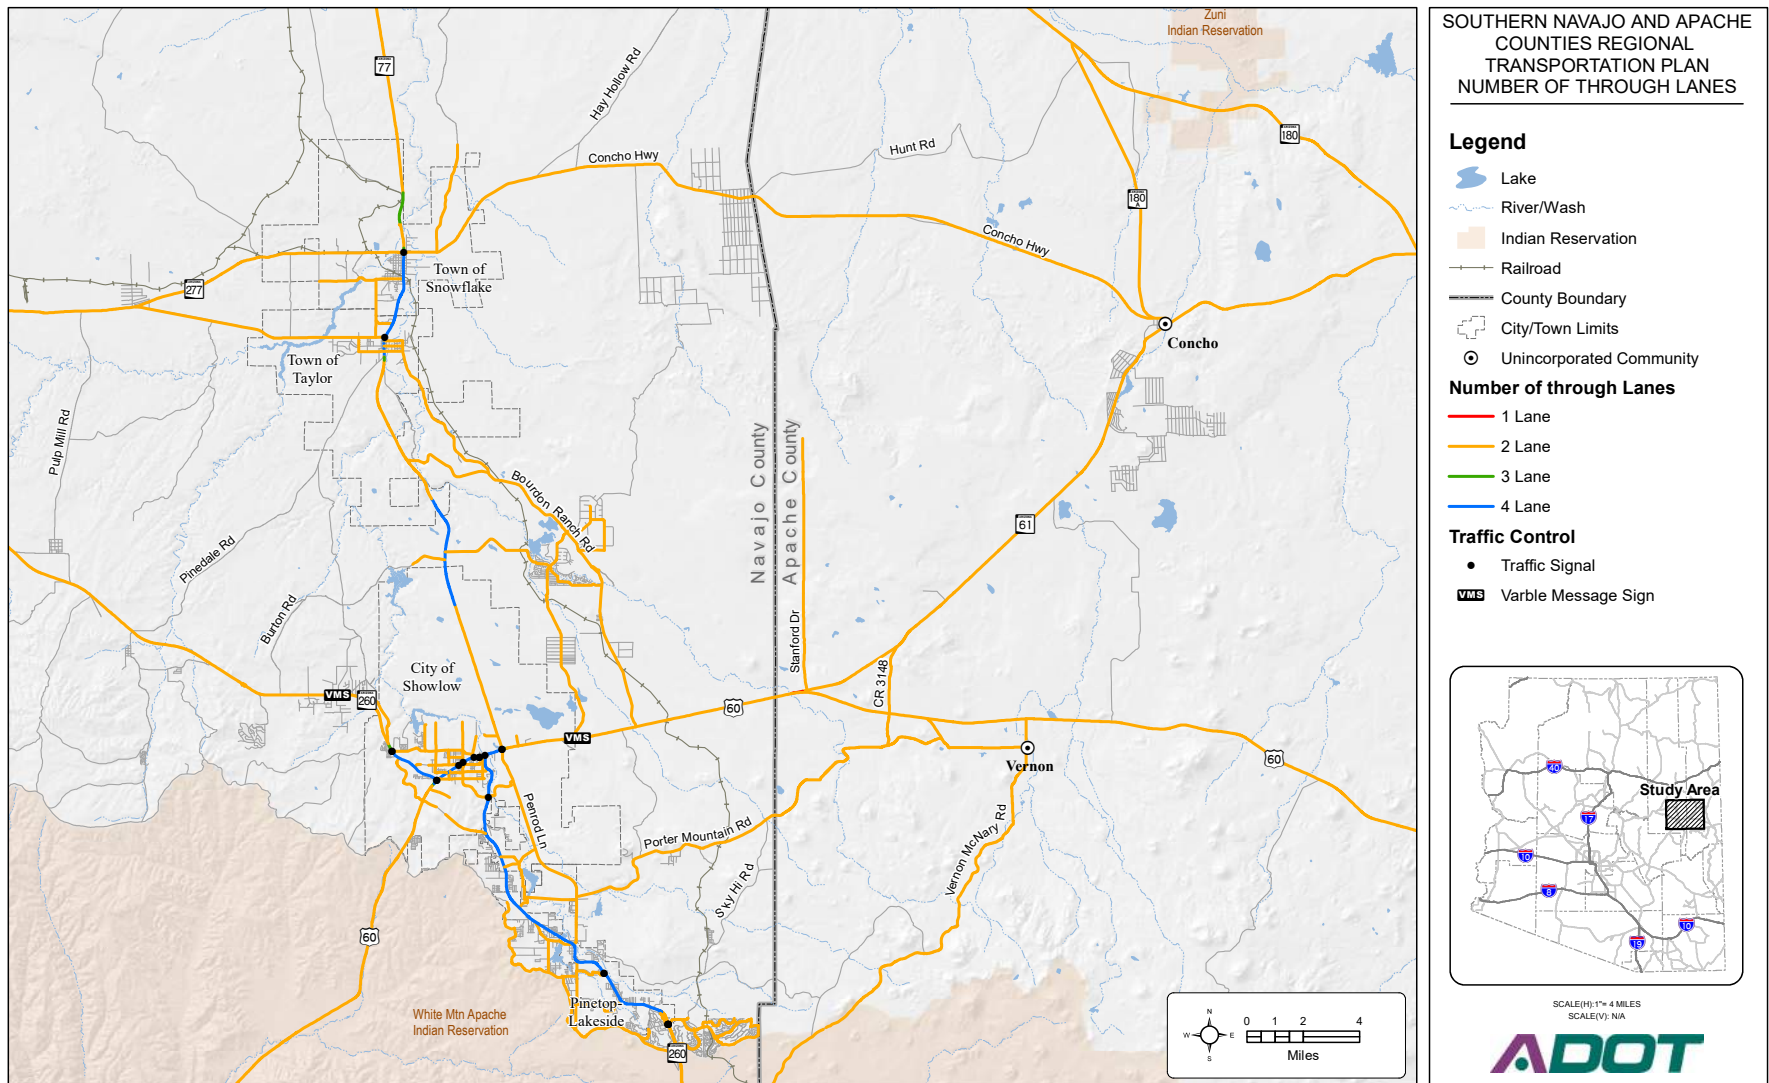 SOUTHERN NAVAJO AND APACHE
COUNTIES REGIONAL
TRANSPORTATION PLAN
NUMBER OF THROUGH LANES
Legend
Lake
River/Wash
Indian Reservation
Railroad
County Boundary
City/Town Limits
Unincorporated Community
Number of through Lanes
1 Lane
2 Lane
3 Lane
4 Lane
Traffic Control
Traffic Signal
VMS Varble Message Sign
Study Area
40
17
10
8
10
19
SCALE(H):1"= 4 MILES
SCALE(V): N/A
ADOT
Zuni
Indian Reservation
77
Hay Hollow Rd
Concho Hwy
Hunt Rd
180
180
A
Concho Hwy
277
Town of
Snowflake
Town of
Taylor
Concho
Pulp Mill Rd
Navajo County
Apache County
Bourdon Ranch Rd
61
Pinedale Rd
Burton Rd
Stanford Dr
City of
Showlow
VMS
260
CR 3148
60
VMS
Vernon
60
Penrod Ln
Porter Mountain Rd
Vernon McNary Rd
Sky Hi Rd
60
White Mtn Apache
Indian Reservation
Pinetop-
Lakeside
260
N
W
E
S
0 1 2 4
Miles